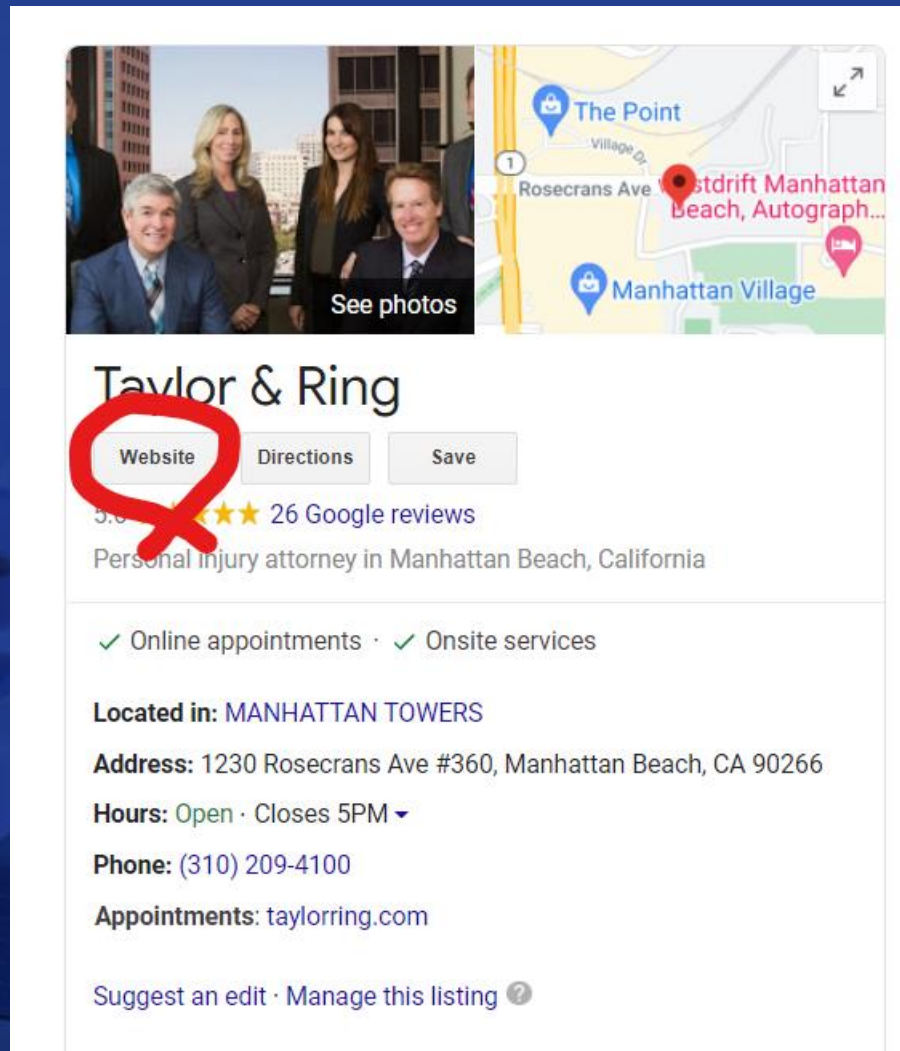 The Point
Village Dr
1
Rosecrans Ave
stdrift Manhattan
Beach, Autograph...
Manhattan Village
See photos
Taylor & Ring
Website Directions Save
26 Google reviews
Personal injury attorney in Manhattan Beach, California
Online appointments · Onsite services
Located in: MANHATTAN TOWERS
Address: 1230 Rosecrans Ave #360, Manhattan Beach, CA 90266
Hours: Open · Closes 5PM
Phone: (310) 209-4100
Appointments: taylorring.com
Suggest an edit · Manage this listing ?